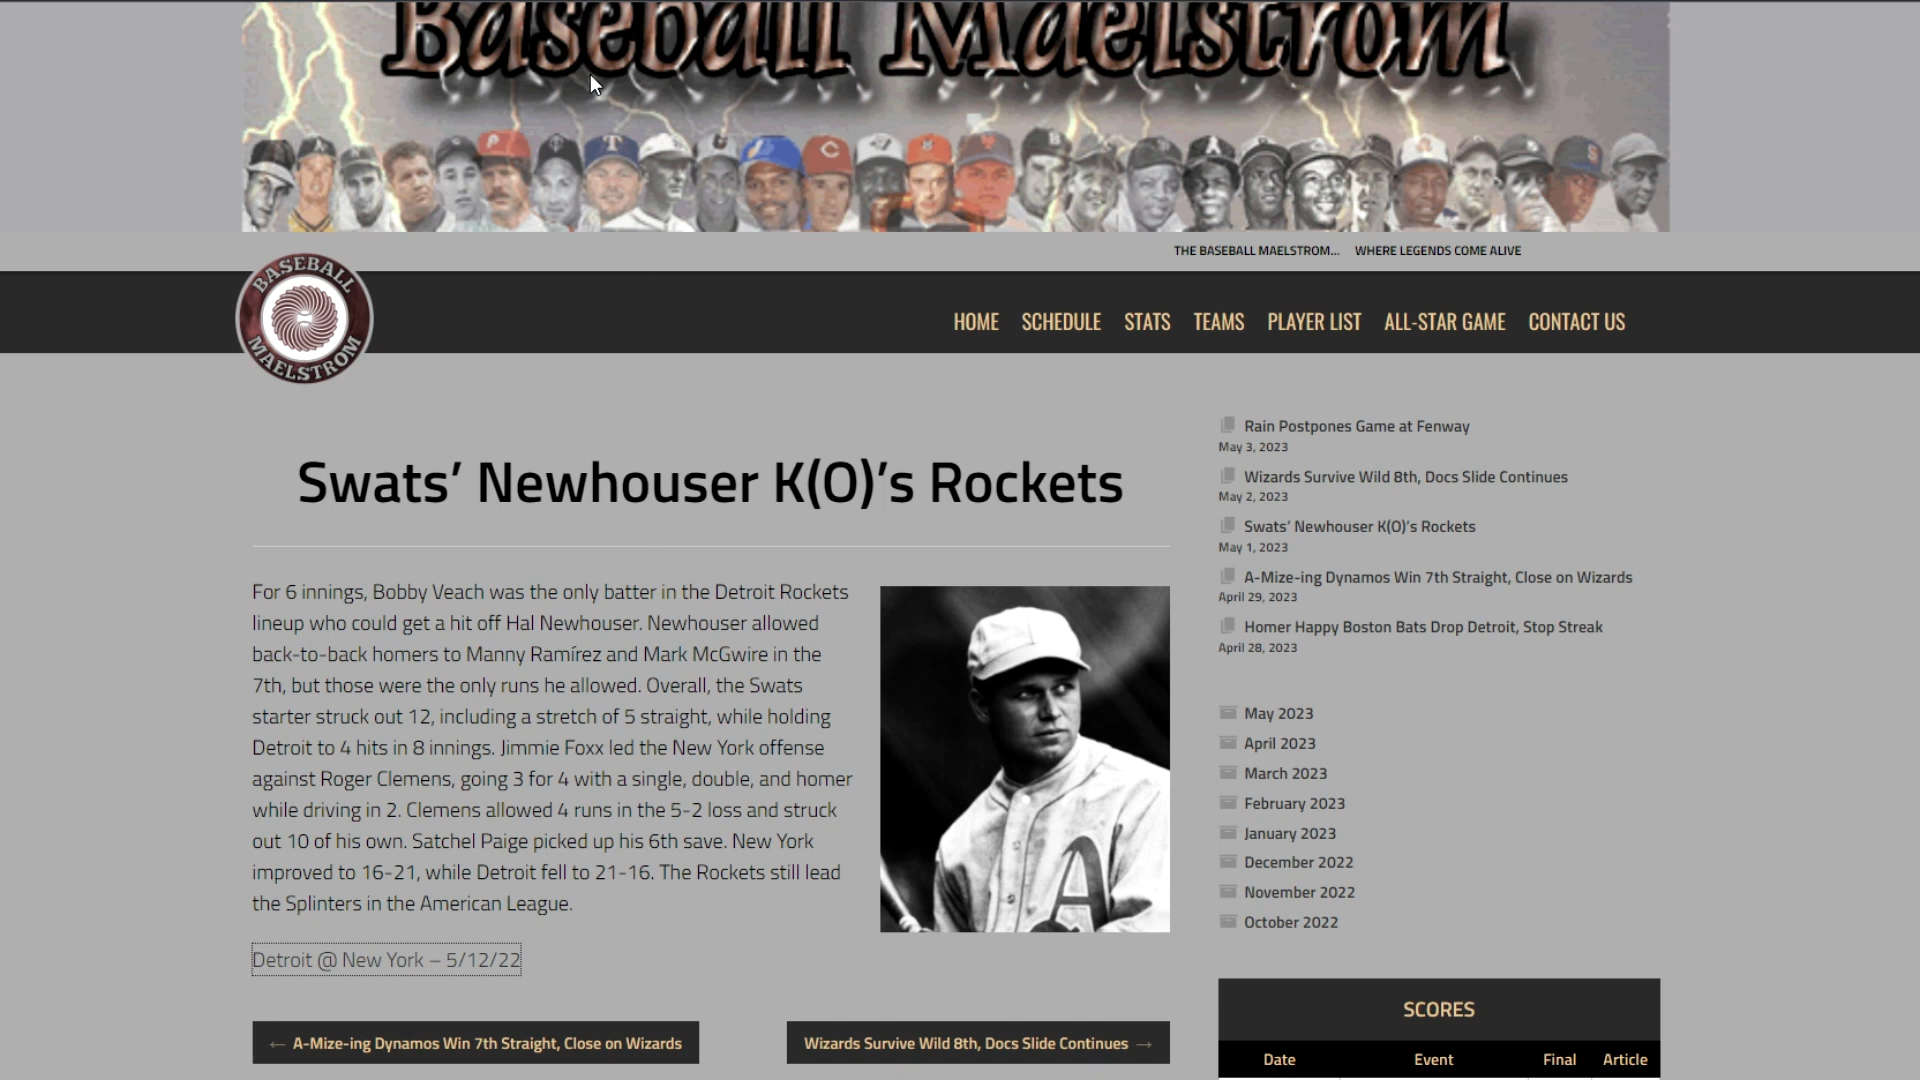 Baseball Maelstrom
THE BASEBALL MAELSTROM... WHERE LEGENDS COME ALIVE
BASEBALL MAELSTROM
HOME SCHEDULE STATS TEAMS PLAYER LIST ALL-STAR GAME CONTACT US
Swats’ Newhouser K(O)’s Rockets
For 6 innings, Bobby Veach was the only batter in the Detroit Rockets
lineup who could get a hit off Hal Newhouser. Newhouser allowed
back-to-back homers to Manny Ramírez and Mark McGwire in the
7th, but those were the only runs he allowed. Overall, the Swats
starter struck out 12, including a stretch of 5 straight, while holding
Detroit to 4 hits in 8 innings. Jimmie Foxx led the New York offense
against Roger Clemens, going 3 for 4 with a single, double, and homer
while driving in 2. Clemens allowed 4 runs in the 5-2 loss and struck
out 10 of his own. Satchel Paige picked up his 6th save. New York
improved to 16-21, while Detroit fell to 21-16. The Rockets still lead
the Splinters in the American League.
A
Detroit @ New York – 5/12/22
← A-Mize-ing Dynamos Win 7th Straight, Close on Wizards
Wizards Survive Wild 8th, Docs Slide Continues →
Rain Postpones Game at Fenway
May 3, 2023
Wizards Survive Wild 8th, Docs Slide Continues
May 2, 2023
Swats’ Newhouser K(O)’s Rockets
May 1, 2023
A-Mize-ing Dynamos Win 7th Straight, Close on Wizards
April 29, 2023
Homer Happy Boston Bats Drop Detroit, Stop Streak
April 28, 2023
May 2023
April 2023
March 2023
February 2023
January 2023
December 2022
November 2022
October 2022
SCORES
Date Event Final Article